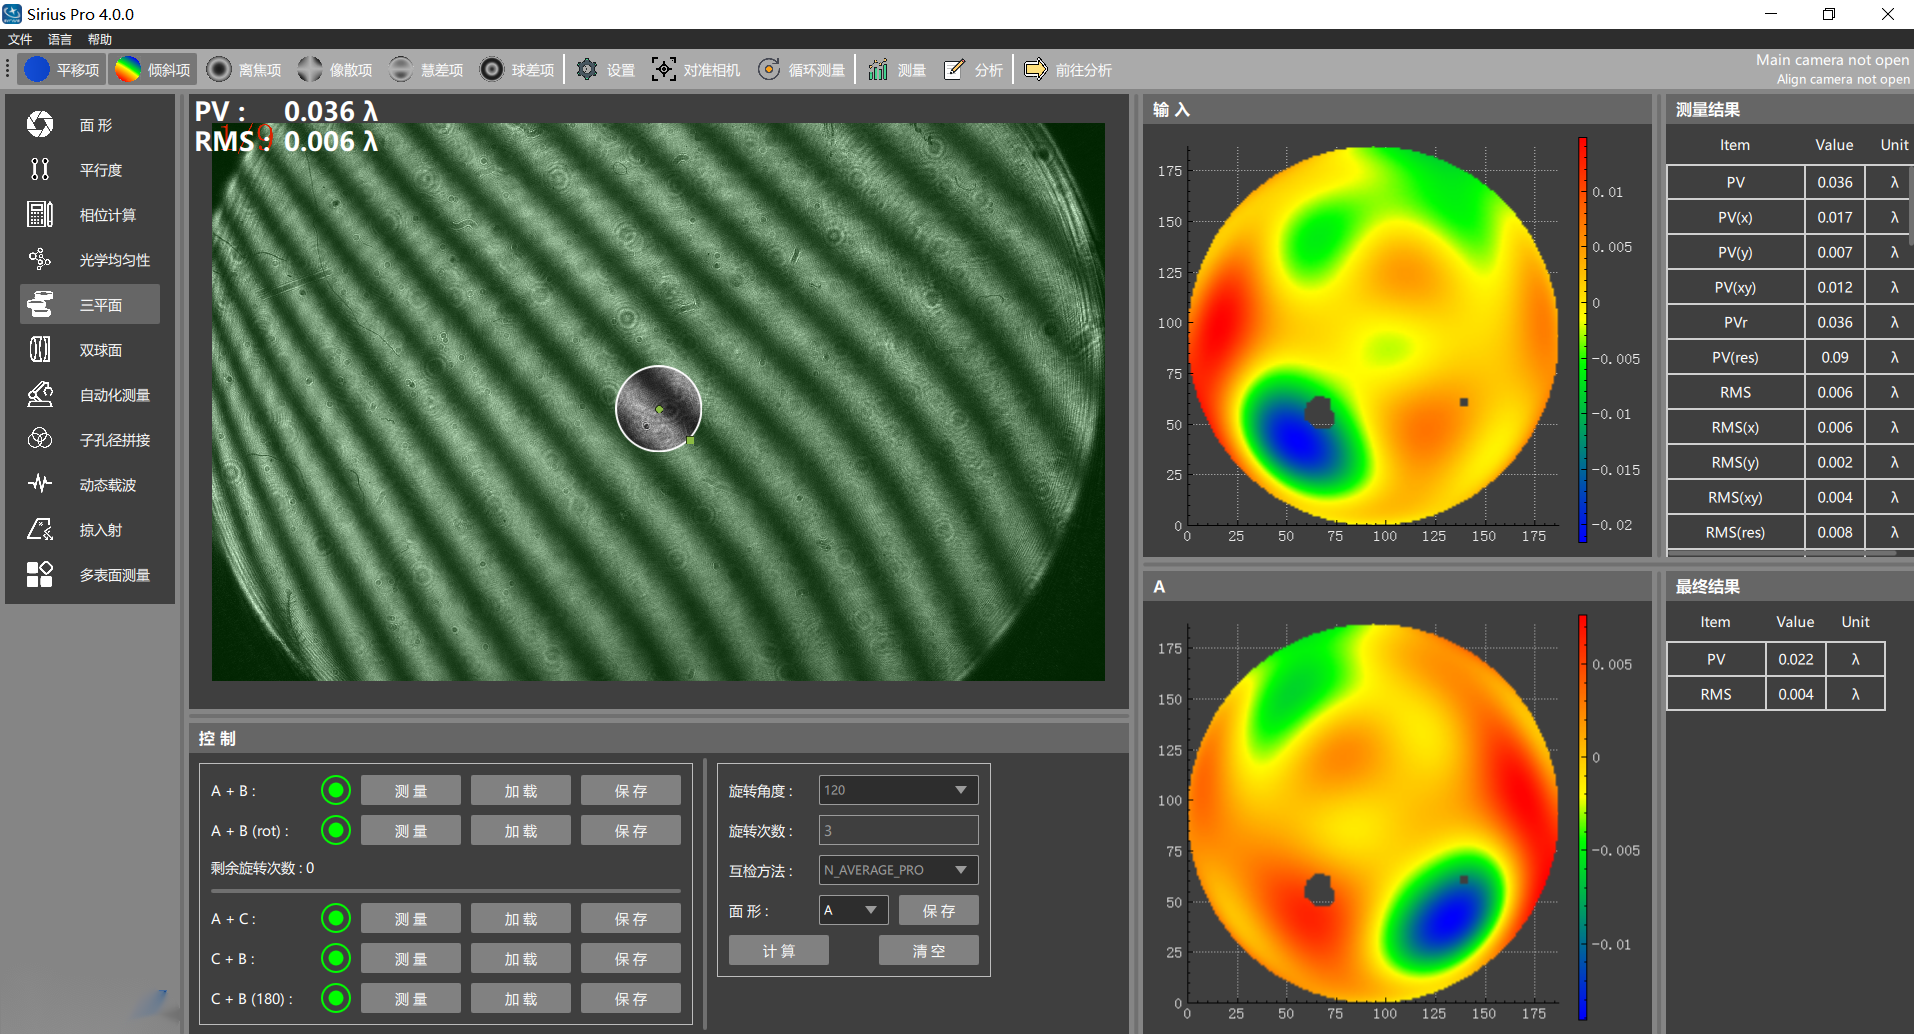 Sirius Pro 4.0.0
文件 语言 帮助
平移项 倾斜项 离焦项 像散项 彗差项 球差项 设置 对准相机 循环测量 测量 分析 前往分析
Main camera not open
Align camera not open
面 形
平行度
相位计算
光学均匀性
三平面
双球面
自动化测量
子孔径拼接
动态载波
掠入射
多表面测量
PV : 0.036 λ
RMS : 0.006 λ
控 制
A + B : 测 量 加 载 保 存
A + B (rot) : 测 量 加 载 保 存
剩余旋转次数 : 0
A + C : 测 量 加 载 保 存
C + B : 测 量 加 载 保 存
C + B (180) : 测 量 加 载 保 存
旋转角度 : 120
旋转次数 : 3
互检方法 : N_AVERAGE_PRO
面 形 : A 保 存
计 算 清 空
输 入
175
150
125
100
75
50
25
0
0 25 50 75 100 125 150 175
0.01
0.005
0
-0.005
-0.01
-0.015
-0.02
A
175
150
125
100
75
50
25
0
0 25 50 75 100 125 150 175
0.005
0
-0.005
-0.01
测量结果
Item Value Unit
PV 0.036 λ
PV(x) 0.017 λ
PV(y) 0.007 λ
PV(xy) 0.012 λ
PVr 0.036 λ
PV(res) 0.09 λ
RMS 0.006 λ
RMS(x) 0.006 λ
RMS(y) 0.002 λ
RMS(xy) 0.004 λ
RMS(res) 0.008 λ
最终结果
Item Value Unit
PV 0.022 λ
RMS 0.004 λ